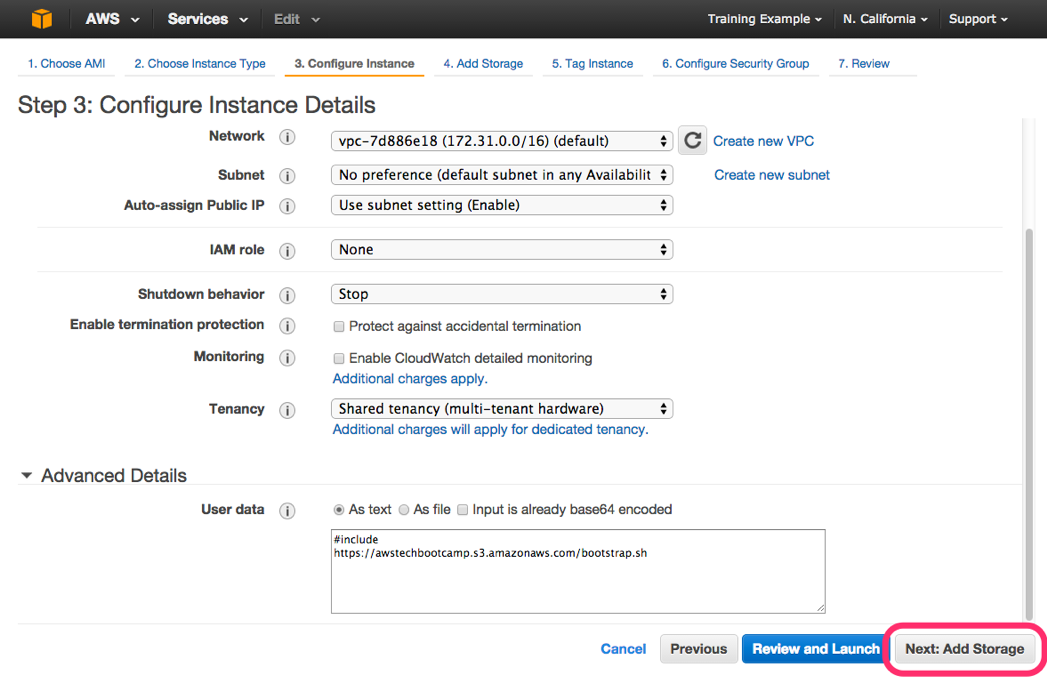 AWS Services Edit Training Example N. California Support
1. Choose AMI 2. Choose Instance Type 3. Configure Instance 4. Add Storage 5. Tag Instance 6. Configure Security Group 7. Review
Step 3: Configure Instance Details
Network i vpc-7d886e18 (172.31.0.0/16) (default) Create new VPC
Subnet i No preference (default subnet in any Availabilit Create new subnet
Auto-assign Public IP i Use subnet setting (Enable)
IAM role i None
Shutdown behavior i Stop
Enable termination protection i Protect against accidental termination
Monitoring i Enable CloudWatch detailed monitoring
Additional charges apply.
Tenancy i Shared tenancy (multi-tenant hardware)
Additional charges will apply for dedicated tenancy.
Advanced Details
User data i As text As file Input is already base64 encoded
#include
https://awstechbootcamp.s3.amazonaws.com/bootstrap.sh
Cancel Previous Review and Launch Next: Add Storage